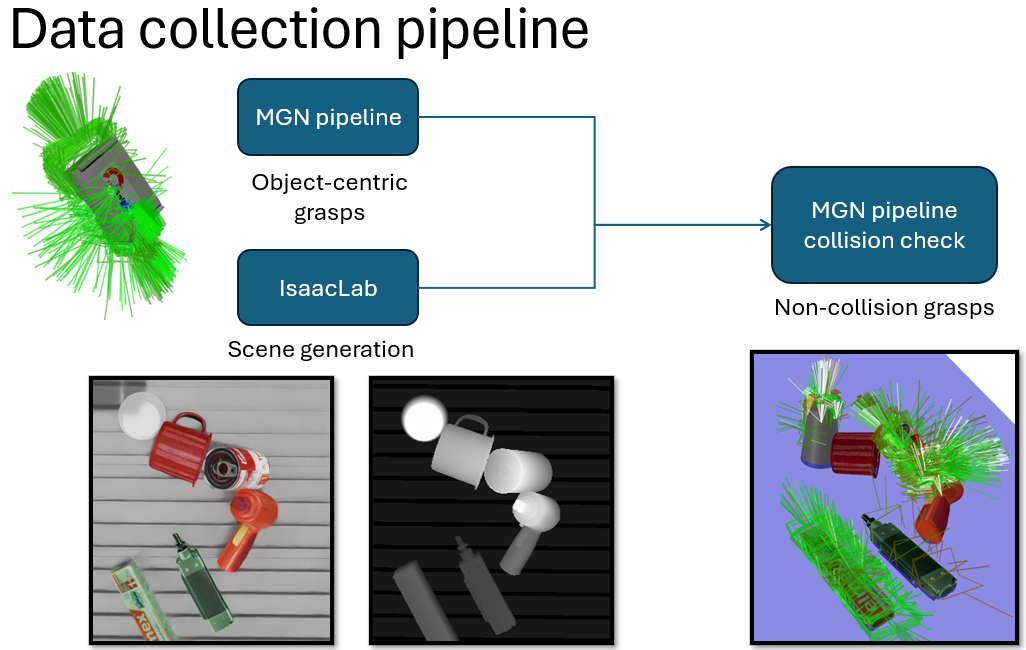 Data collection pipeline
MGN pipeline
Object-centric
grasps
IsaacLab
Scene generation
MGN pipeline
collision check
Non-collision grasps